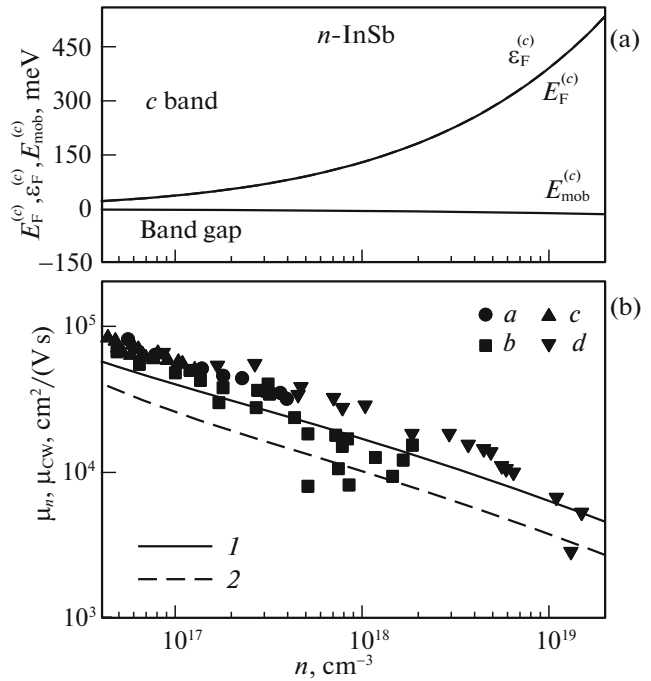 n-InSb
(a)
450
300
150
0
−150
E_F^(c), ε_F^(c), E_mob^(c), meV
ε_F^(c)
c band
E_F^(c)
E_mob^(c)
Band gap
(b)
a c
b d
10^5
10^4
10^3
μ_n, μ_CW, cm^2/(V s)
1
2
10^17 10^18 10^19
n, cm^−3